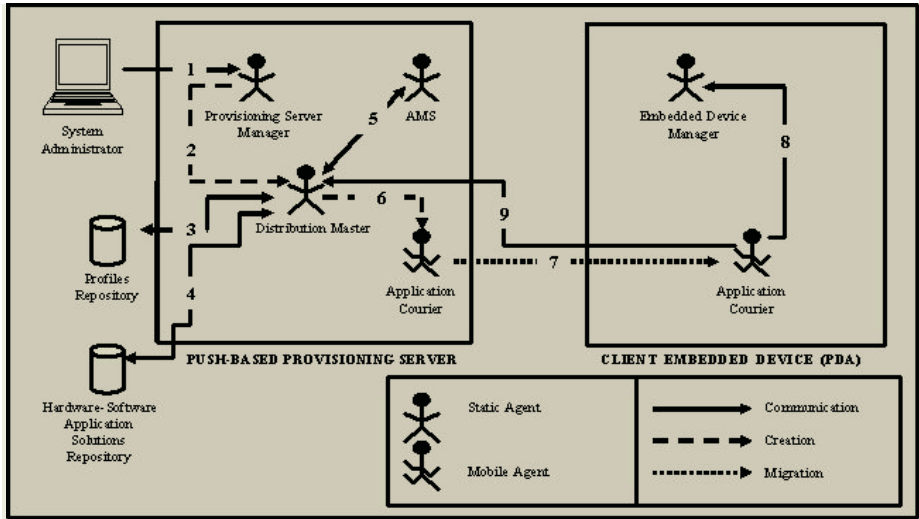 1
Provisioning Server
Manager
AMS
Embedded Device
Manager
System
Administrator
2
5
8
6
9
3
Distribution Master
4
7
Profiles
Repository
Application
Courier
Application
Courier
PUSH-BASED PROVISIONING SERVER
CLIENT EMBEDDED DEVICE (PDA)
Hardware-Software
Application
Solutions
Repository
Static Agent
Mobile Agent
Communication
Creation
Migration